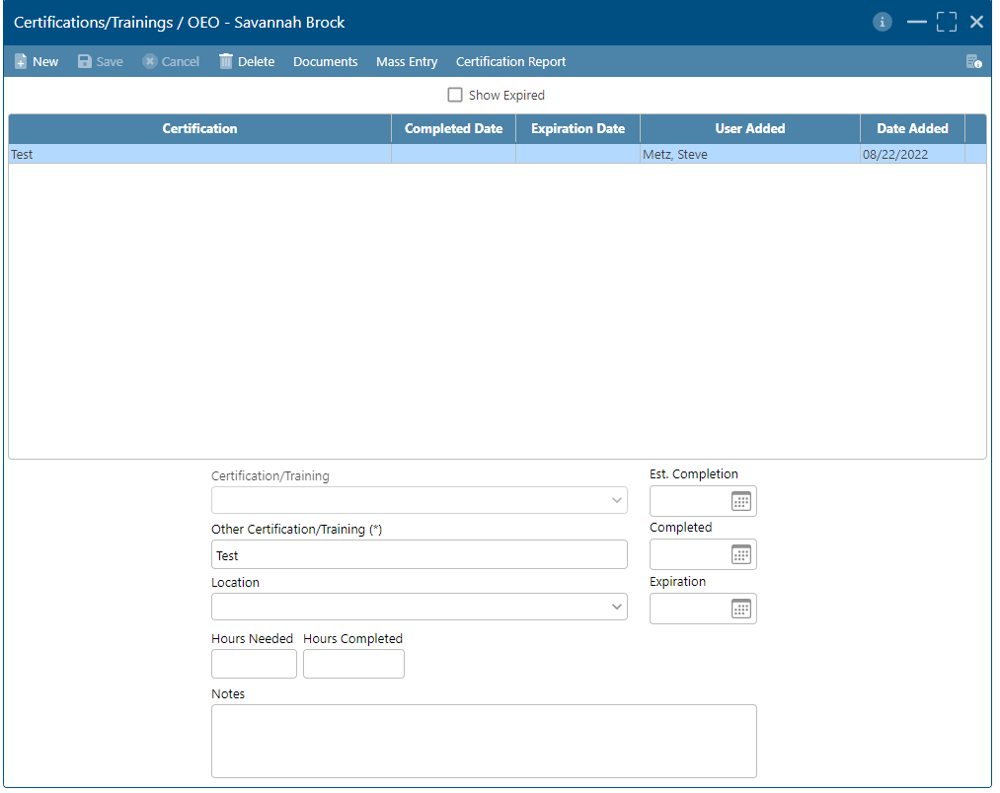 Certifications/Trainings / OEO - Savannah Brock
New Save Cancel Delete Documents Mass Entry Certification Report
Show Expired
Certification Completed Date Expiration Date User Added Date Added
Test Metz, Steve 08/22/2022
Certification/Training Est. Completion
Other Certification/Training (*) Completed
Test
Location Expiration
Hours Needed Hours Completed
Notes